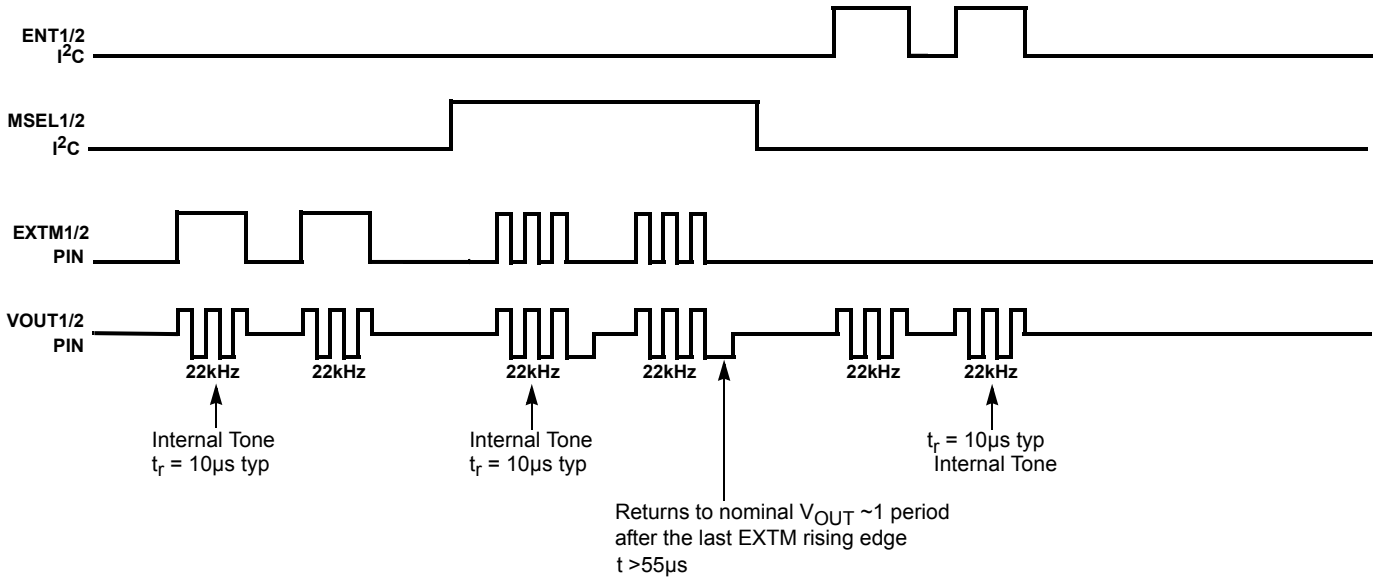 ENT1/2
I2C
MSEL1/2
I2C
EXTM1/2
PIN
VOUT1/2
PIN
22kHz 22kHz 22kHz 22kHz 22kHz 22kHz
Internal Tone
tr = 10µs typ
Internal Tone
tr = 10µs typ
tr = 10µs typ
Internal Tone
Returns to nominal VOUT ~1 period
after the last EXTM rising edge
t >55µs